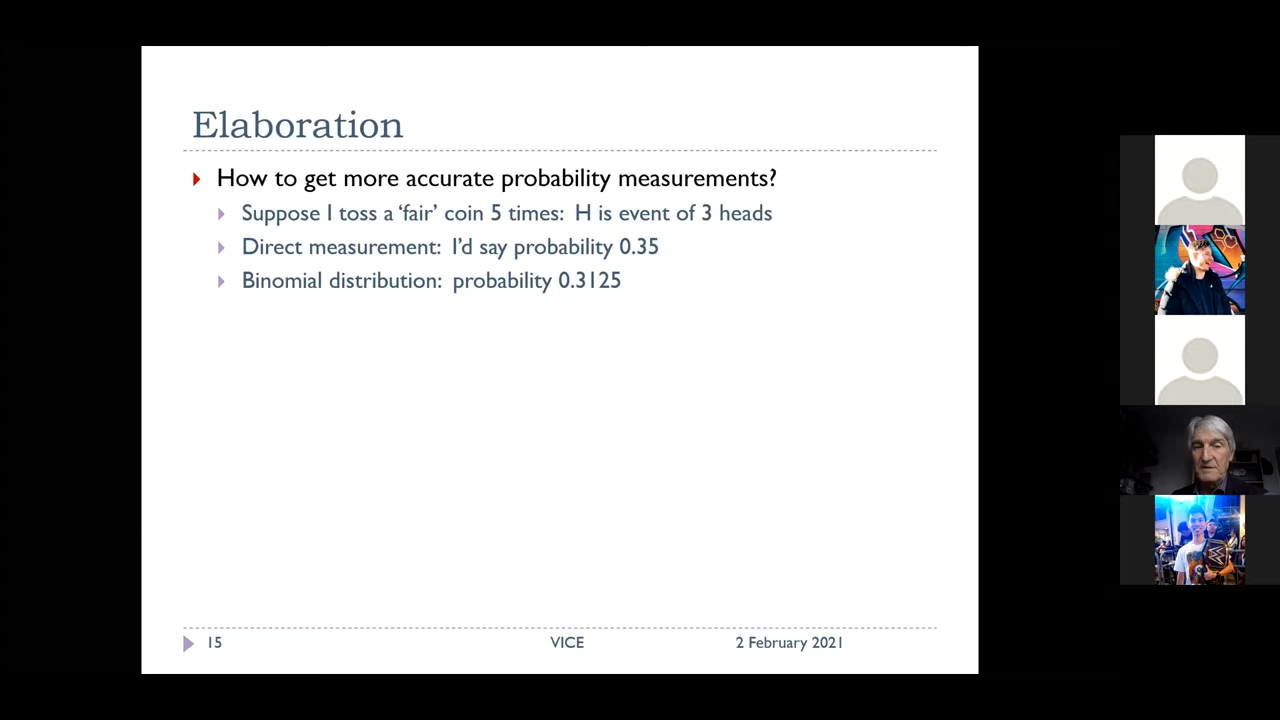 Elaboration
How to get more accurate probability measurements?
Suppose I toss a ‘fair’ coin 5 times: H is event of 3 heads
Direct measurement: I’d say probability 0.35
Binomial distribution: probability 0.3125
15 VICE 2 February 2021